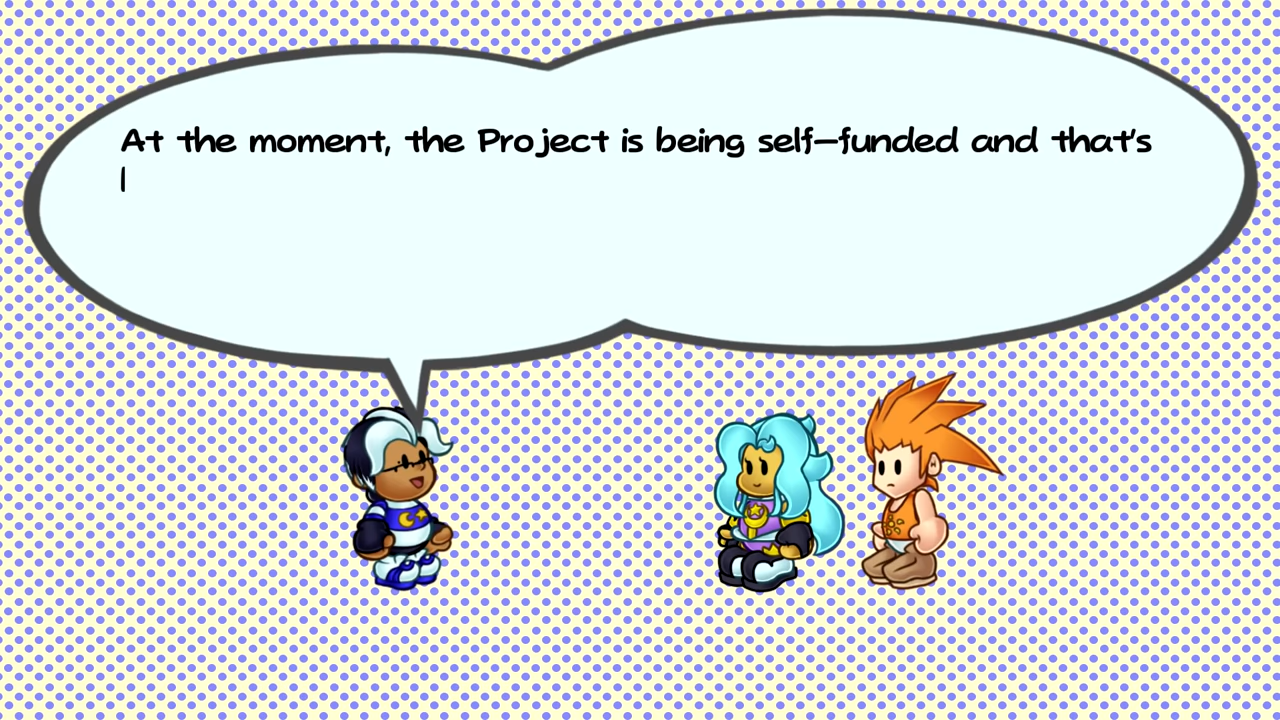 At the moment, the Project is being self-funded and that's
l